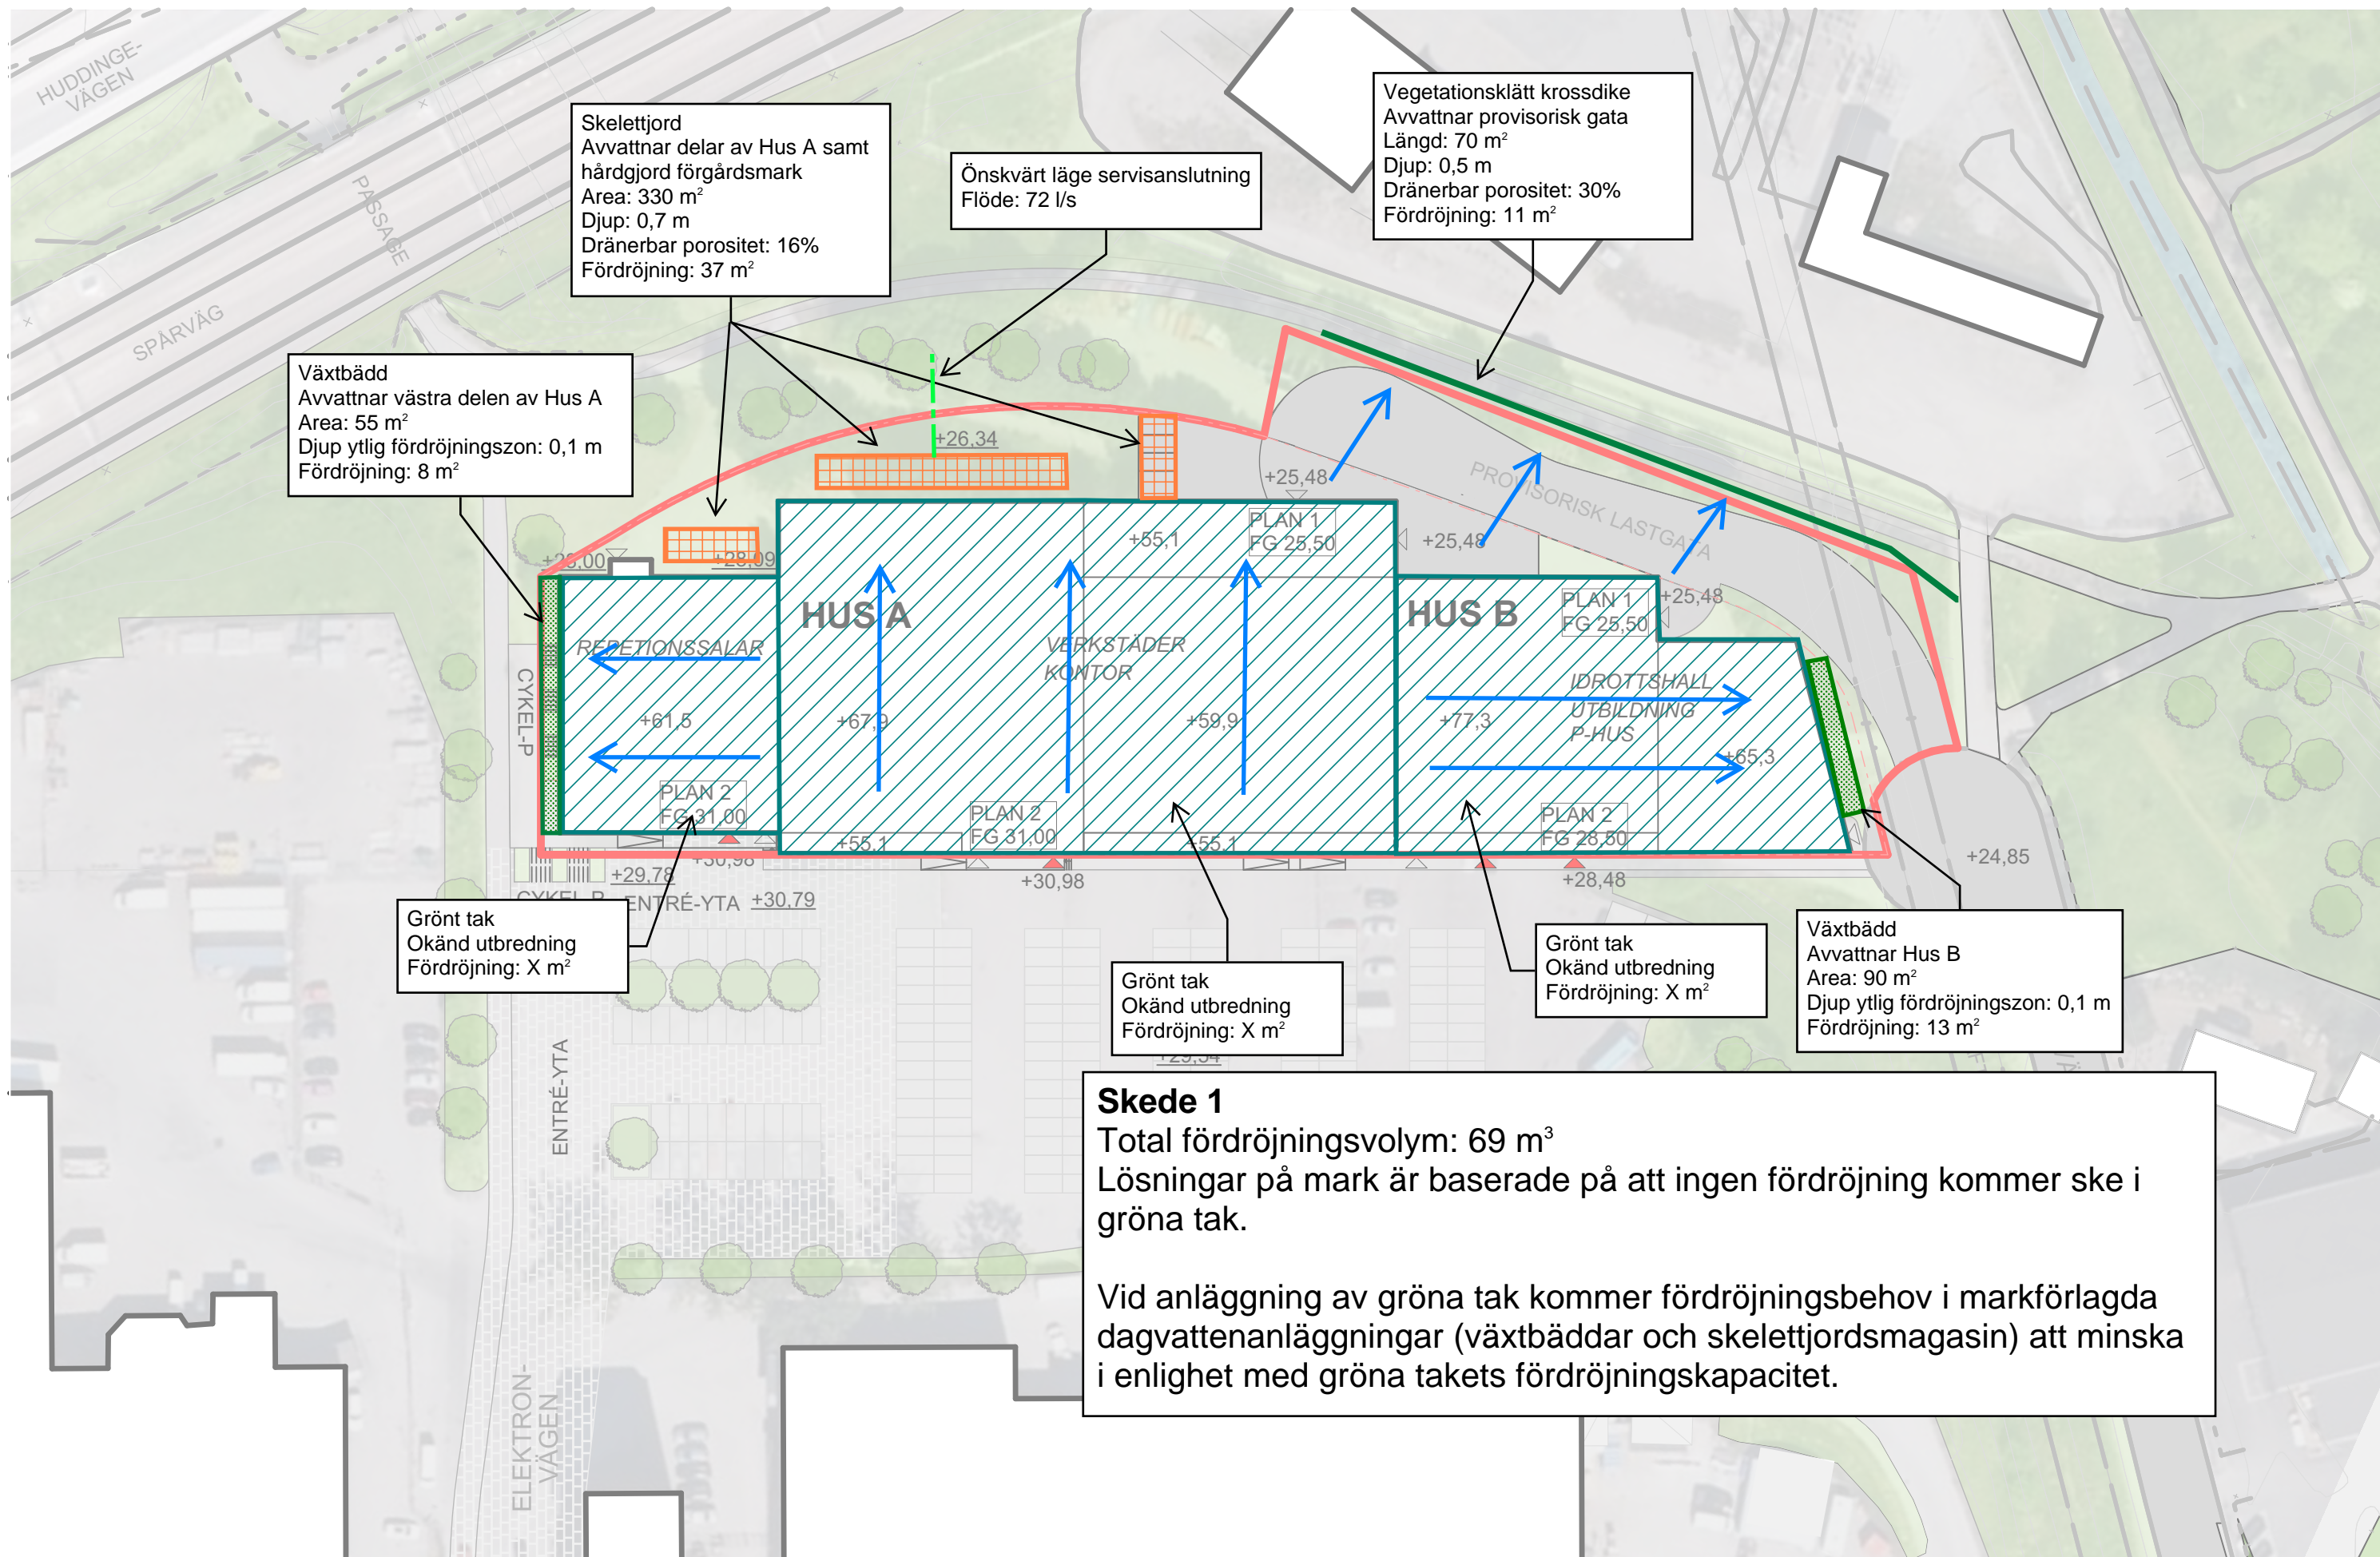 HUDDINGE-
VÄGEN
PASSAGE
SPÅRVÄG
Skelettjord
Avvattnar delar av Hus A samt
hårdgjord förgårdsmark
Area: 330 m²
Djup: 0,7 m
Dränerbar porositet: 16%
Fördröjning: 37 m²
Önskvärt läge servisanslutning
Flöde: 72 l/s
Vegetationsklätt krossdike
Avvattnar provisorisk gata
Längd: 70 m²
Djup: 0,5 m
Dränerbar porositet: 30%
Fördröjning: 11 m²
Växtbädd
Avvattnar västra delen av Hus A
Area: 55 m²
Djup ytlig fördröjningszon: 0,1 m
Fördröjning: 8 m²
+26,34
+25,48
PROVISORISK LASTGATA
+28,09
+55,1
PLAN 1
FG 25,50
+25,48
HUS A
HUS B
PLAN 1
FG 25,50
+25,48
REPETIONSSALAR
VERKSTÄDER
KONTOR
IDROTTSHALL
UTBILDNING
P-HUS
CYKEL-P
+61,5
+67,9
+59,9
+77,3
+65,3
PLAN 2
FG 31,00
PLAN 2
FG 31,00
PLAN 2
FG 28,50
+55,1
+55,1
+30,98
+29,78
+30,98
+28,48
+24,85
CYKEL-P
ENTRÉ-YTA
+30,79
Grönt tak
Okänd utbredning
Fördröjning: X m²
Grönt tak
Okänd utbredning
Fördröjning: X m²
Grönt tak
Okänd utbredning
Fördröjning: X m²
Växtbädd
Avvattnar Hus B
Area: 90 m²
Djup ytlig fördröjningszon: 0,1 m
Fördröjning: 13 m²
ENTRÉ-YTA
Skede 1
Total fördröjningsvolym: 69 m³
Lösningar på mark är baserade på att ingen fördröjning kommer ske i
gröna tak.
Vid anläggning av gröna tak kommer fördröjningsbehov i markförlagda
dagvattenanläggningar (växtbäddar och skelettjordsmagasin) att minska
i enlighet med gröna takets fördröjningskapacitet.
ELEKTRON-
VÄGEN